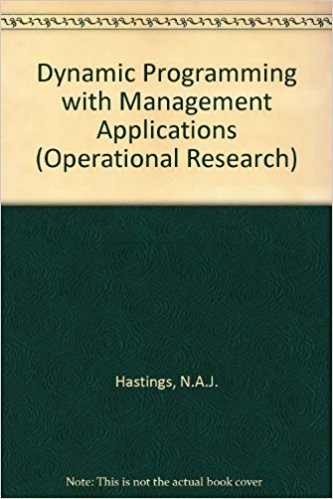 Dynamic Programming
with Management
Applications
(Operational Research)
Hastings, N.A.J.
Note: This is not the actual book cover